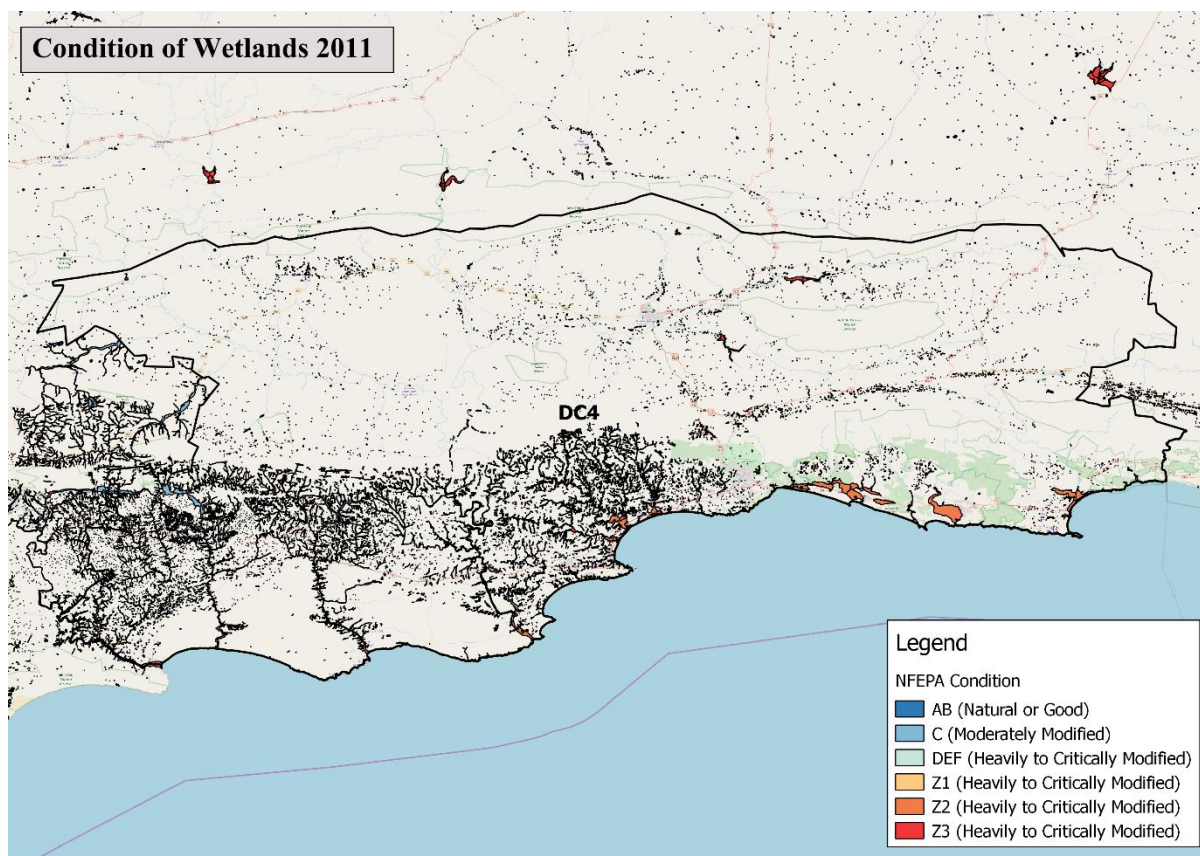 Condition of Wetlands 2011
DC4
Legend
NFEPA Condition
AB (Natural or Good)
C (Moderately Modified)
DEF (Heavily to Critically Modified)
Z1 (Heavily to Critically Modified)
Z2 (Heavily to Critically Modified)
Z3 (Heavily to Critically Modified)